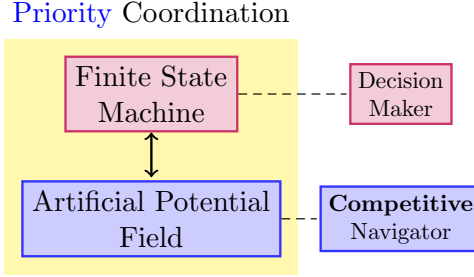 Priority Coordination
Finite State
Machine
Decision
Maker
Artificial Potential
Field
Competitive
Navigator